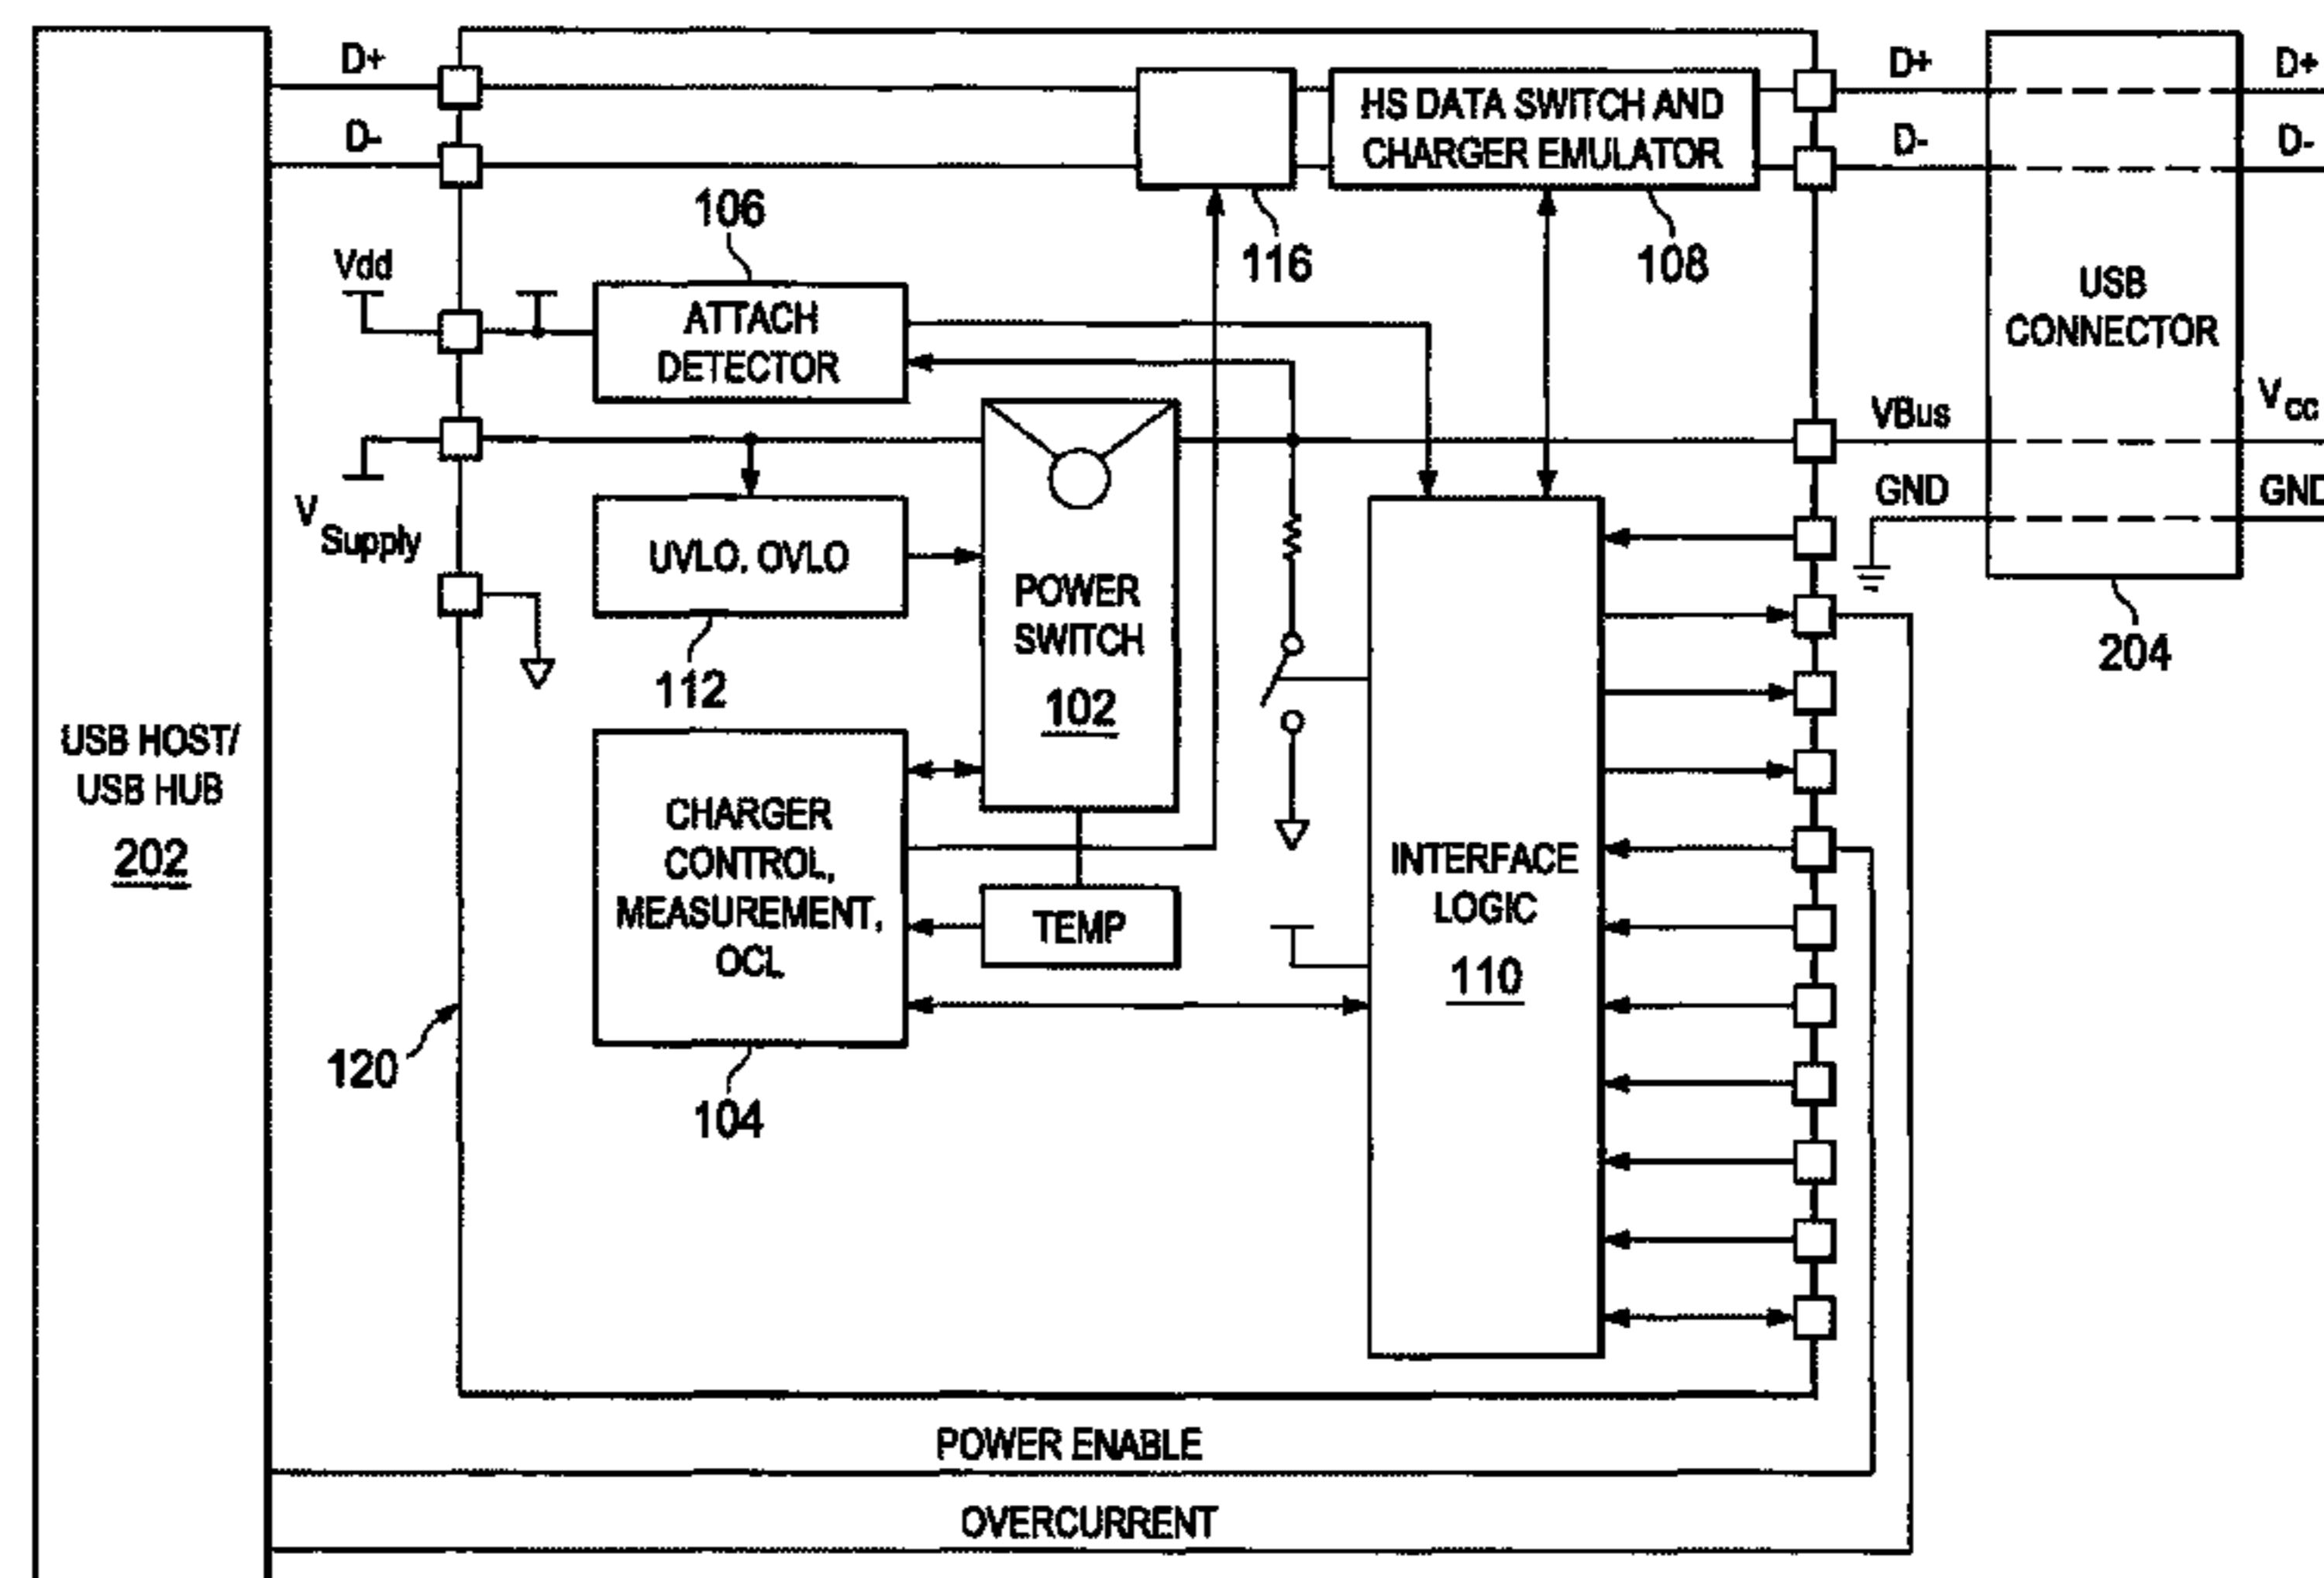 D+
D-
HS DATA SWITCH AND
CHARGER EMULATOR
D+
D-
D+
D-
106
116
108
Vdd
ATTACH
DETECTOR
USB
CONNECTOR
VBus
Vcc
GND
GND
V
Supply
UVLO, OVLO
112
POWER
SWITCH
102
204
USB HOST/
USB HUB
202
CHARGER
CONTROL,
MEASUREMENT,
OCL
TEMP
INTERFACE
LOGIC
110
120
104
POWER ENABLE
OVERCURRENT